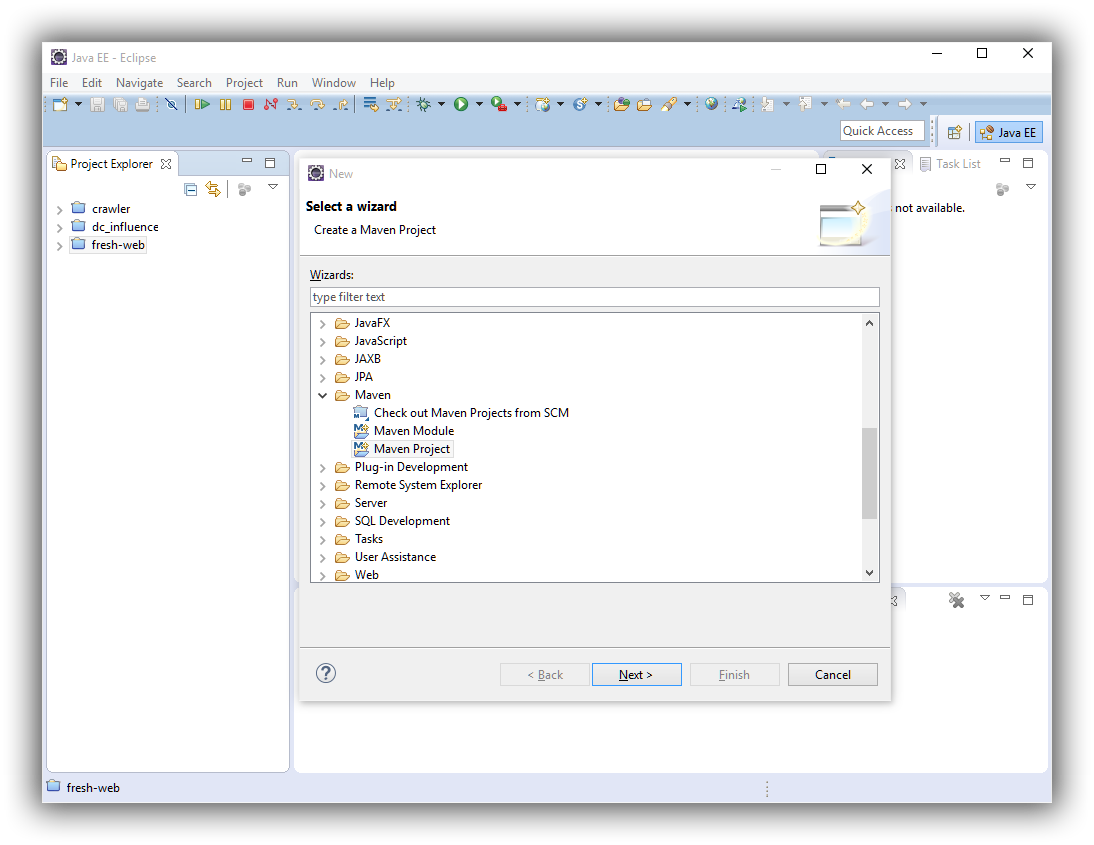 Java EE - Eclipse
File Edit Navigate Search Project Run Window Help
Quick Access
Java EE
Project Explorer
crawler
dc_influence
fresh-web
Task List
not available.
New
Select a wizard
Create a Maven Project
Wizards:
type filter text
JavaFX
JavaScript
JAXB
JPA
Maven
Check out Maven Projects from SCM
Maven Module
Maven Project
Plug-in Development
Remote System Explorer
Server
SQL Development
Tasks
User Assistance
Web
< Back
Next >
Finish
Cancel
fresh-web